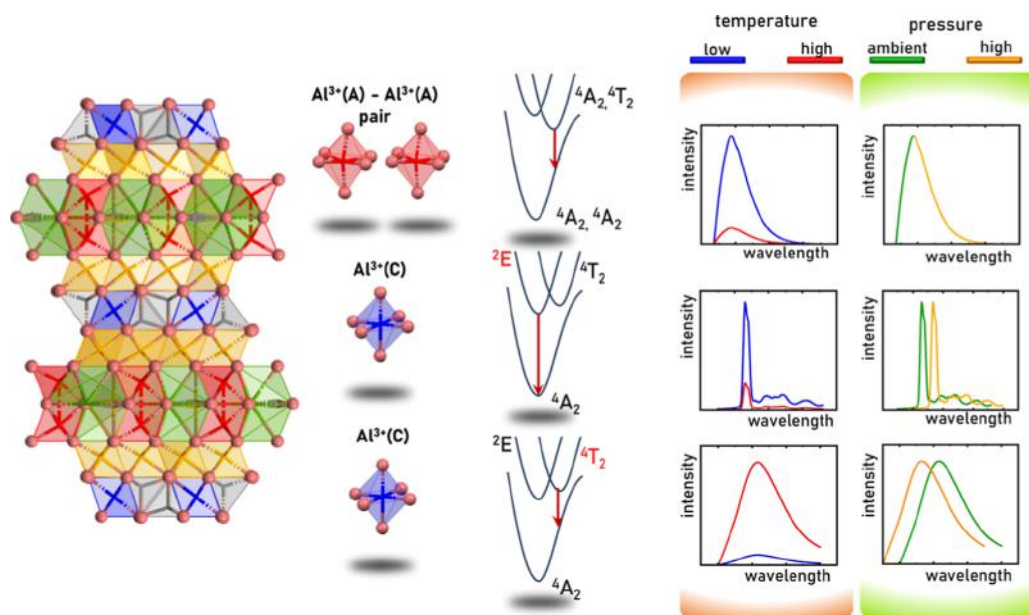 temperature
pressure
low
high
ambient
high
Al³⁺(A) – Al³⁺(A)
pair
⁴A₂,⁴T₂
⁴A₂, ⁴A₂
intensity
wavelength
intensity
wavelength
Al³⁺(C)
²E
⁴T₂
⁴A₂
intensity
wavelength
intensity
wavelength
Al³⁺(C)
²E
⁴T₂
⁴A₂
intensity
wavelength
intensity
wavelength